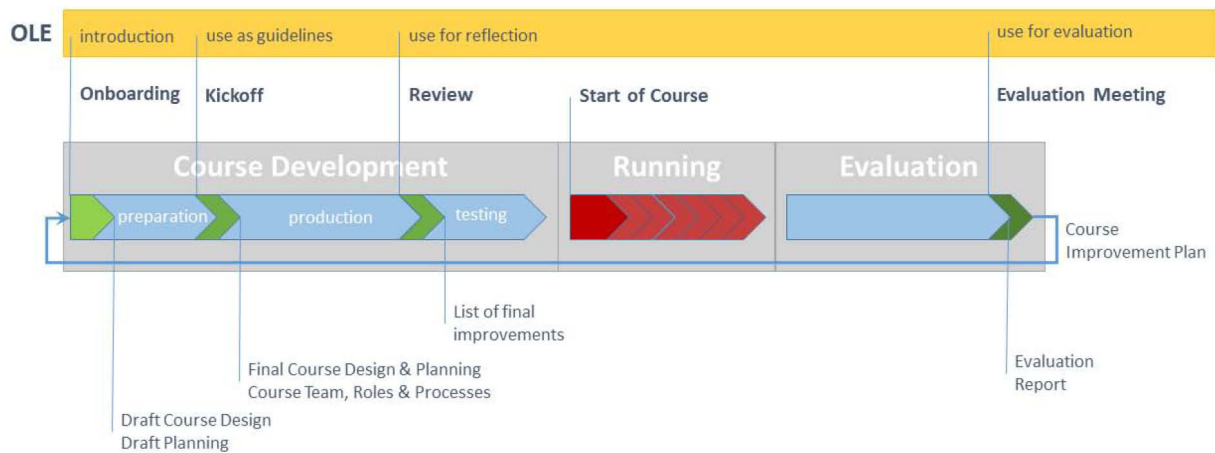 OLE
introduction
use as guidelines
use for reflection
use for evaluation
Onboarding
Kickoff
Review
Start of Course
Evaluation Meeting
Course Development
Running
Evaluation
preparation
production
testing
Course
Improvement Plan
List of final
improvements
Final Course Design & Planning
Course Team, Roles & Processes
Evaluation
Report
Draft Course Design
Draft Planning